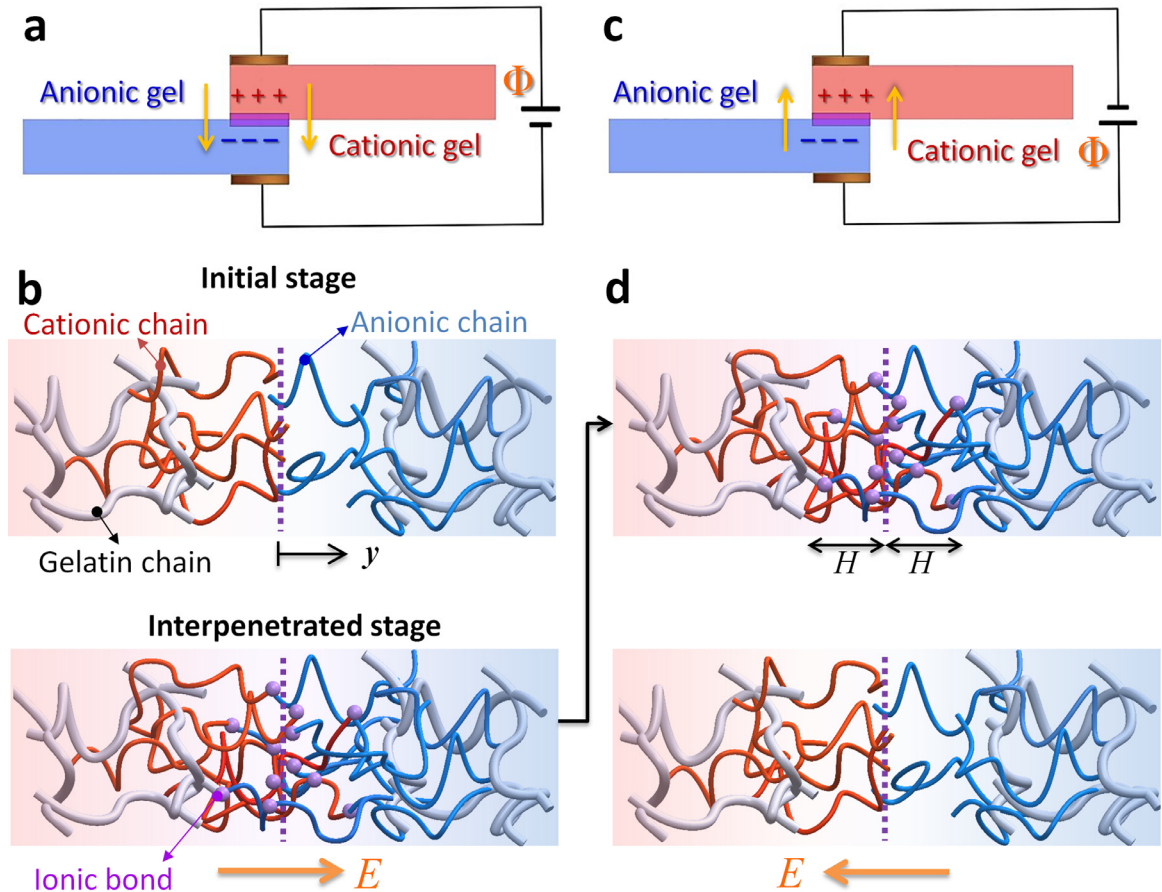 a
Anionic gel
+ + +
Φ
− − −
Cationic gel
c
Anionic gel
+ + +
− − −
Cationic gel
Φ
b
Initial stage
Cationic chain
Anionic chain
Gelatin chain
y
Interpenetrated stage
Ionic bond
E
d
H
H
E